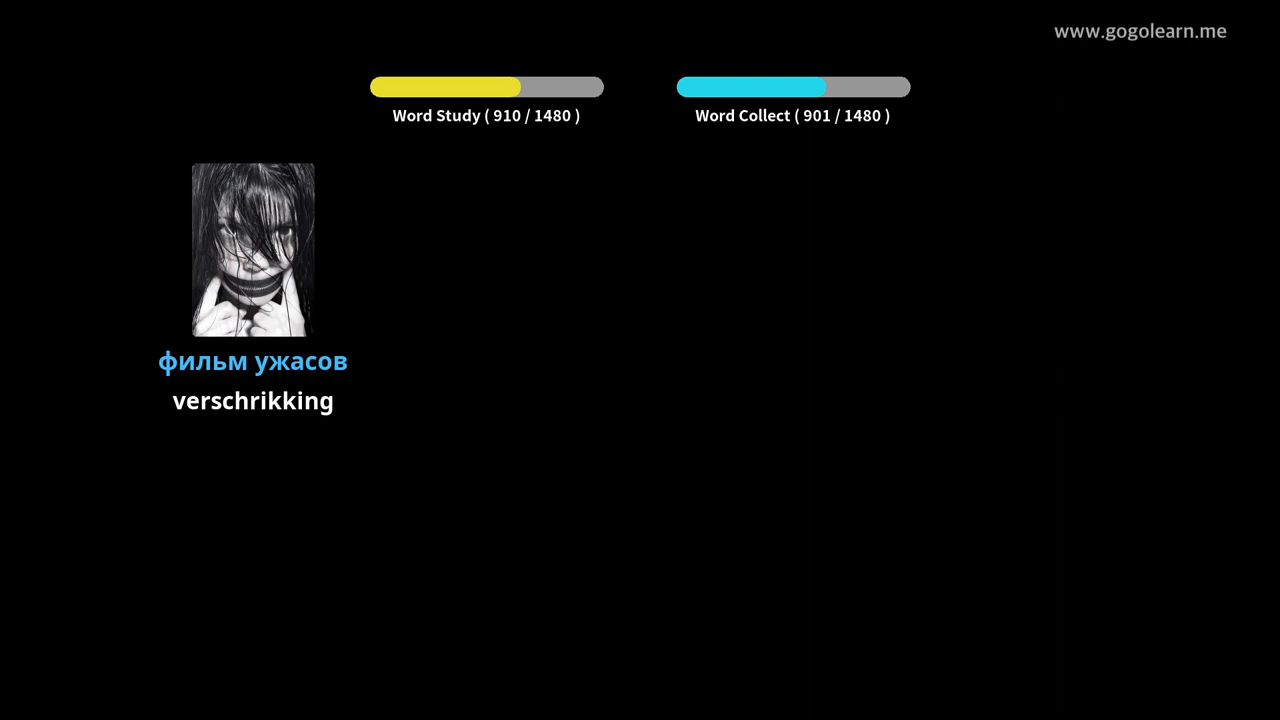 www.gogolearn.me
Word Study ( 910 / 1480 )
Word Collect ( 901 / 1480 )
фильм ужасов
verschrikking